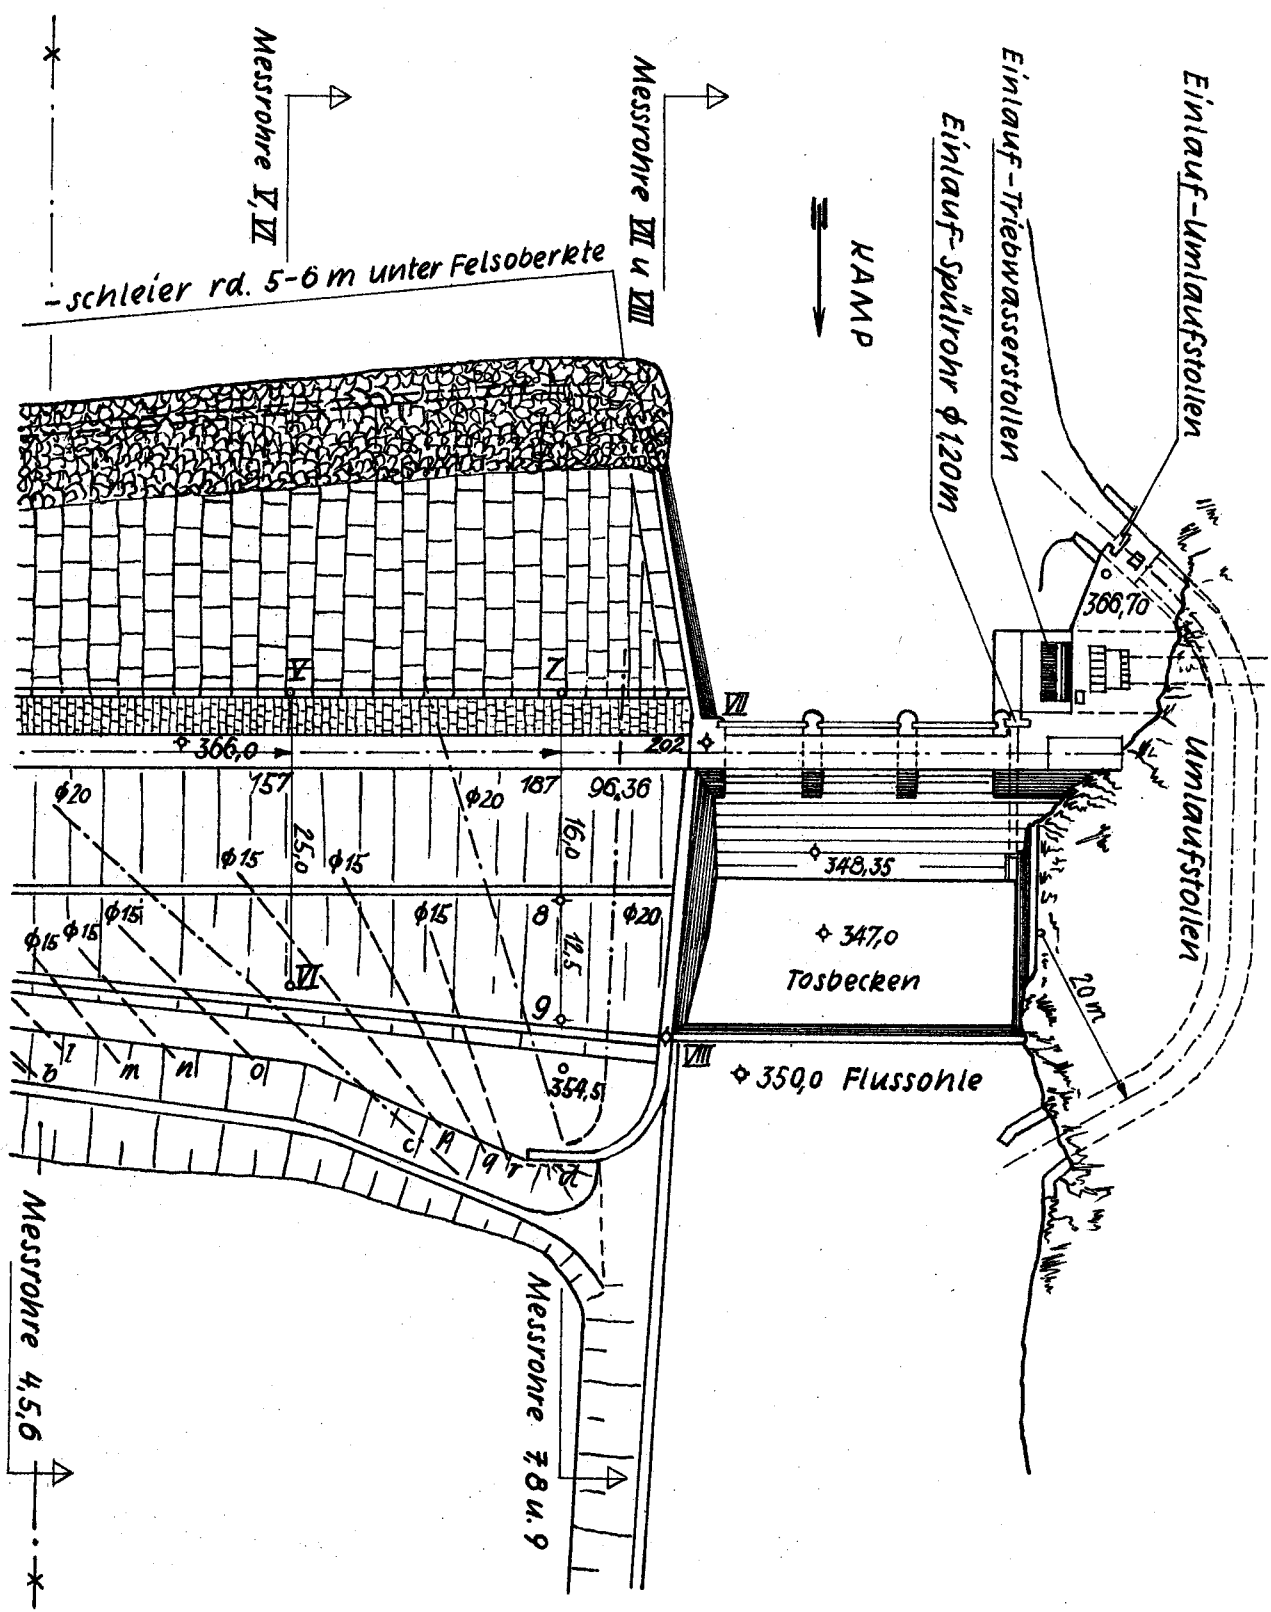 Messrohre V, VI
Messrohre VII u VIII
Einlauf-Spülrohr ϕ 1,20m
Einlauf-Triebwasserstollen
Einlauf-Umlaufstollen
KAMP
-schleier rd. 5-6 m unter Felsoberkte
366,70
V
7
VII
366,0
202
157
187
96,36
ϕ20
ϕ20
25,0
16,0
ϕ15
ϕ15
348,35
Umlaufstollen
ϕ15
ϕ15
ϕ15
ϕ15
8
ϕ20
12,5
347,0
Tosbecken
20m
VI
9
VIII
350,0 Flussohle
354,5
l
b
m
n
o
c
p
q
r
d
Messrohre 4,5,6
Messrohre 7,8 u. 9